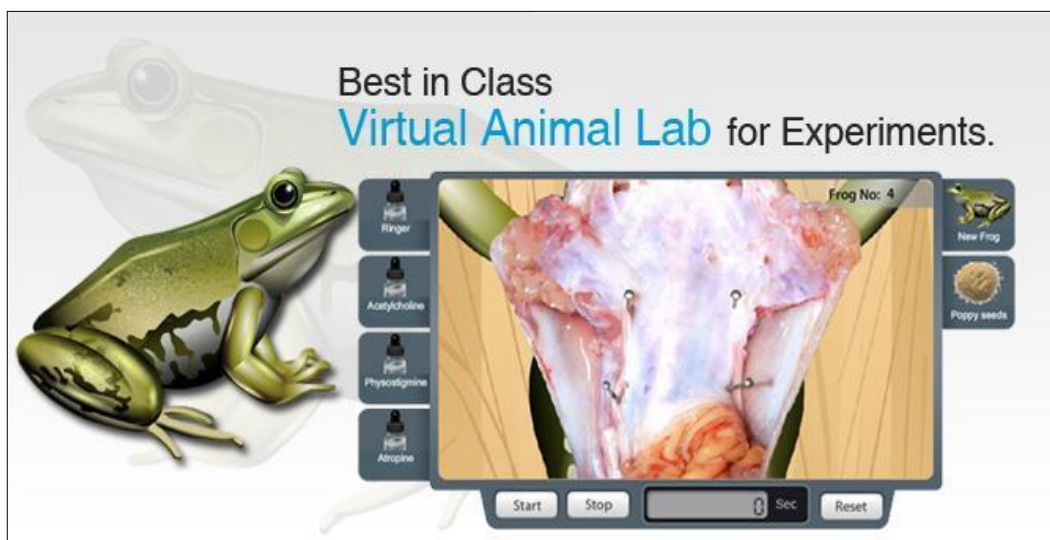 Best in Class
Virtual Animal Lab for Experiments.
Frog No: 4
Ringer
Acetylcholine
Physostigmine
Atropine
New Frog
Poppy seeds
Start
Stop
0 Sec
Reset